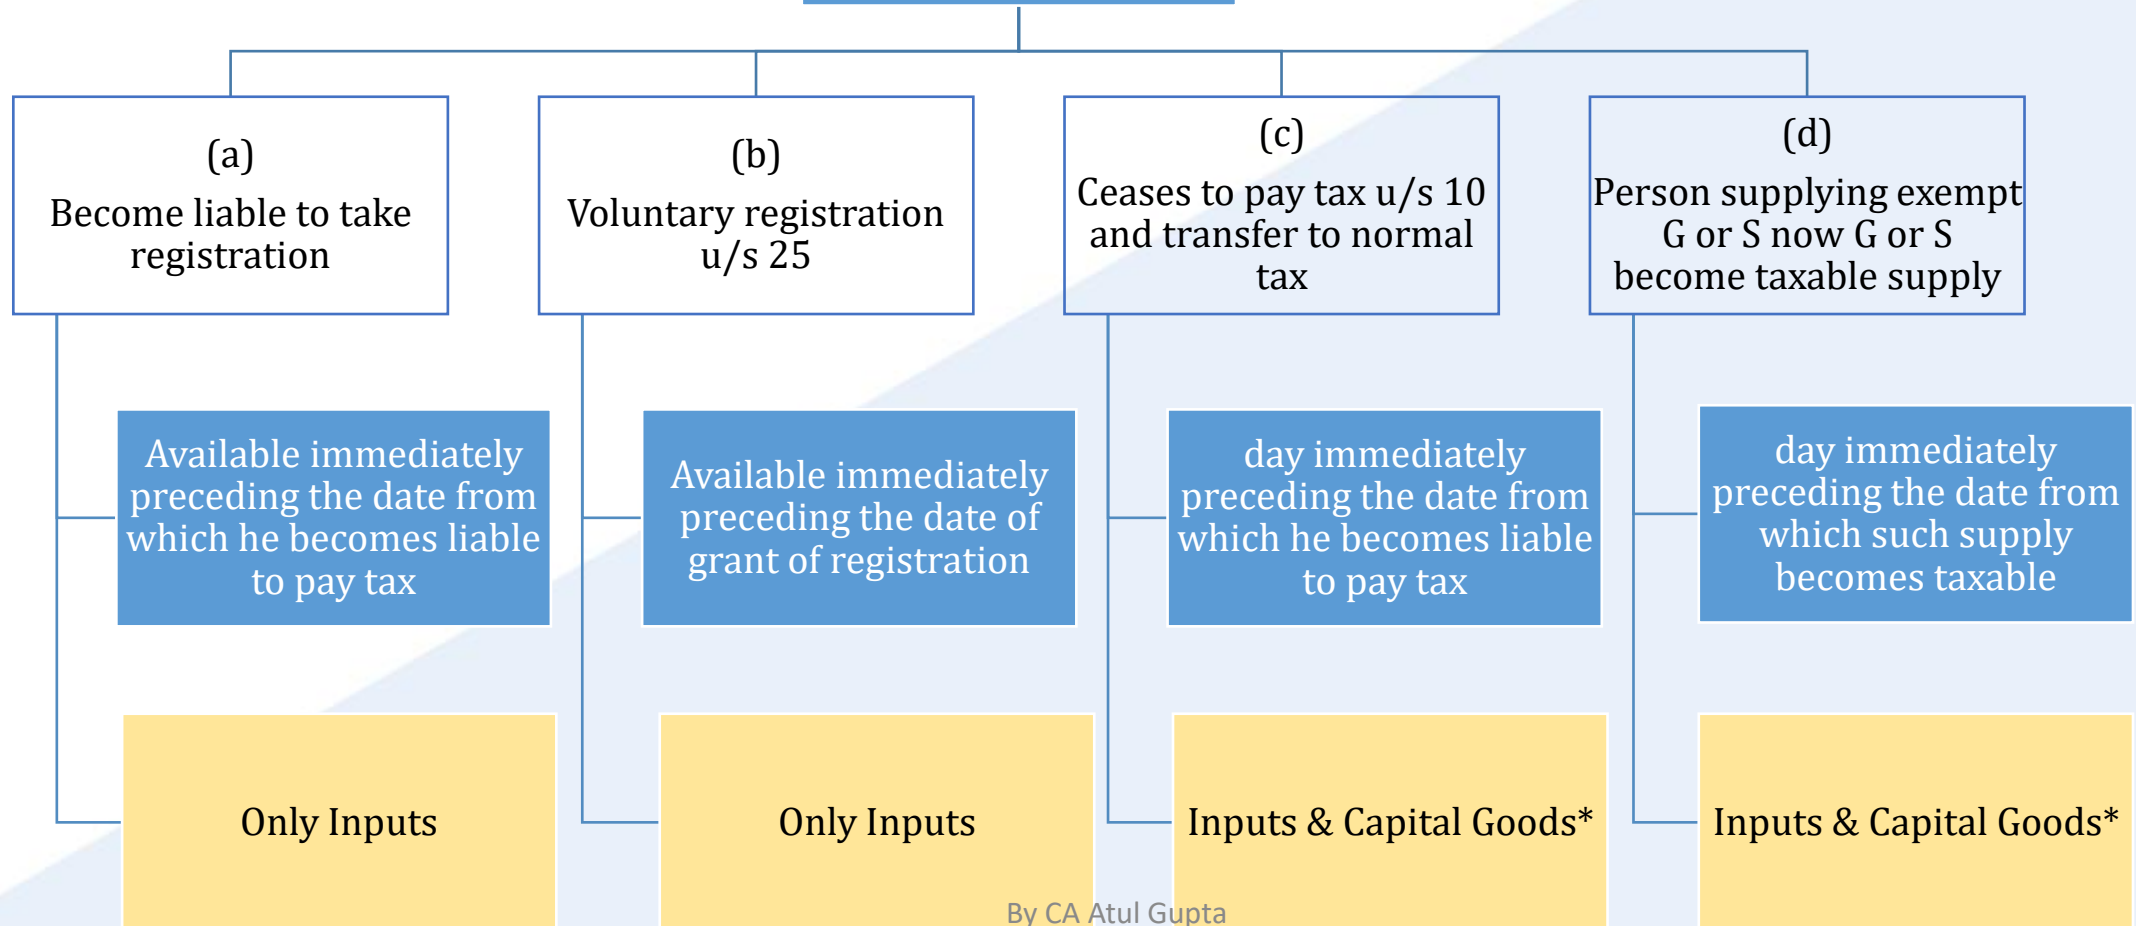 (a)
Become liable to take
registration
(b)
Voluntary registration
u/s 25
(c)
Ceases to pay tax u/s 10
and transfer to normal
tax
(d)
Person supplying exempt
G or S now G or S
become taxable supply
Available immediately
preceding the date from
which he becomes liable
to pay tax
Available immediately
preceding the date of
grant of registration
day immediately
preceding the date from
which he becomes liable
to pay tax
day immediately
preceding the date from
which such supply
becomes taxable
Only Inputs
Only Inputs
Inputs & Capital Goods*
Inputs & Capital Goods*
By CA Atul Gupta